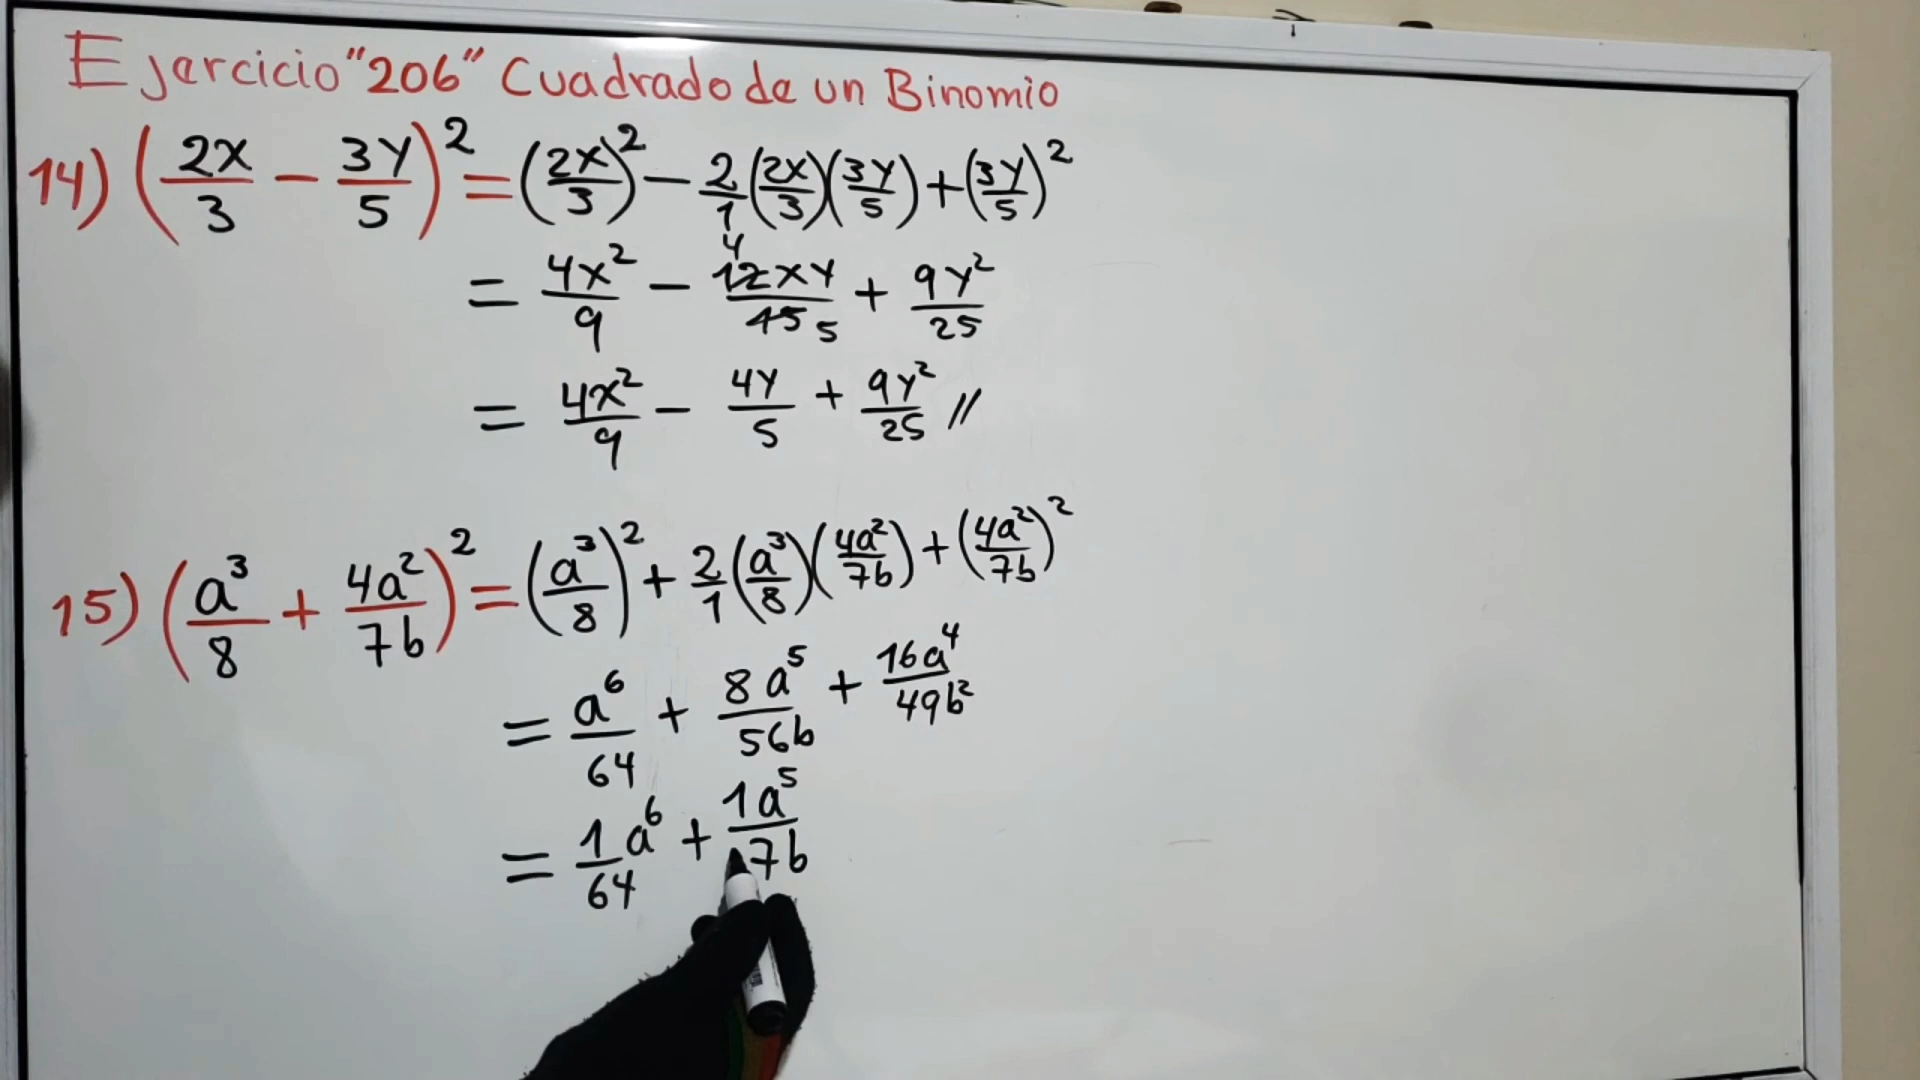 Ejercicio "206" Cuadrado de un Binomio
14) (2x/3 − 3y/5)² = (2x/3)² − 2/1 (2x/3)(3y/5) + (3y/5)²
= 4x²/9 − 4 12xy/45 5 + 9y²/25
= 4x²/9 − 4y/5 + 9y²/25 //
15) (a³/8 + 4a²/7b)² = (a³/8)² + 2/1 (a³/8)(4a²/7b) + (4a²/7b)²
= a⁶/64 + 8a⁵/56b + 16a⁴/49b²
= 1/64 a⁶ + 1a⁵/7b